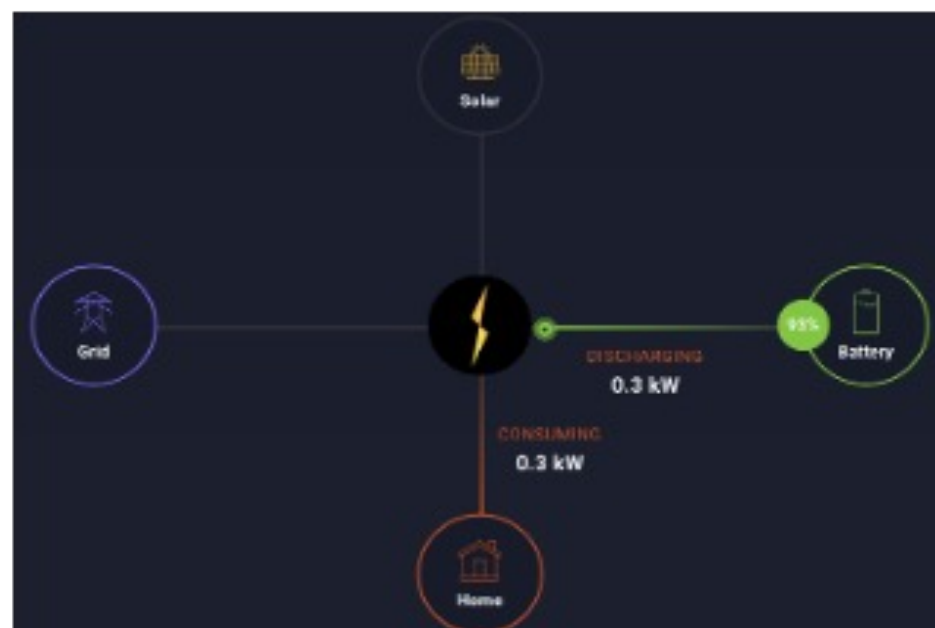 Solar
Grid
93%
Battery
DISCHARGING
0.3 kW
CONSUMING
0.3 kW
Home